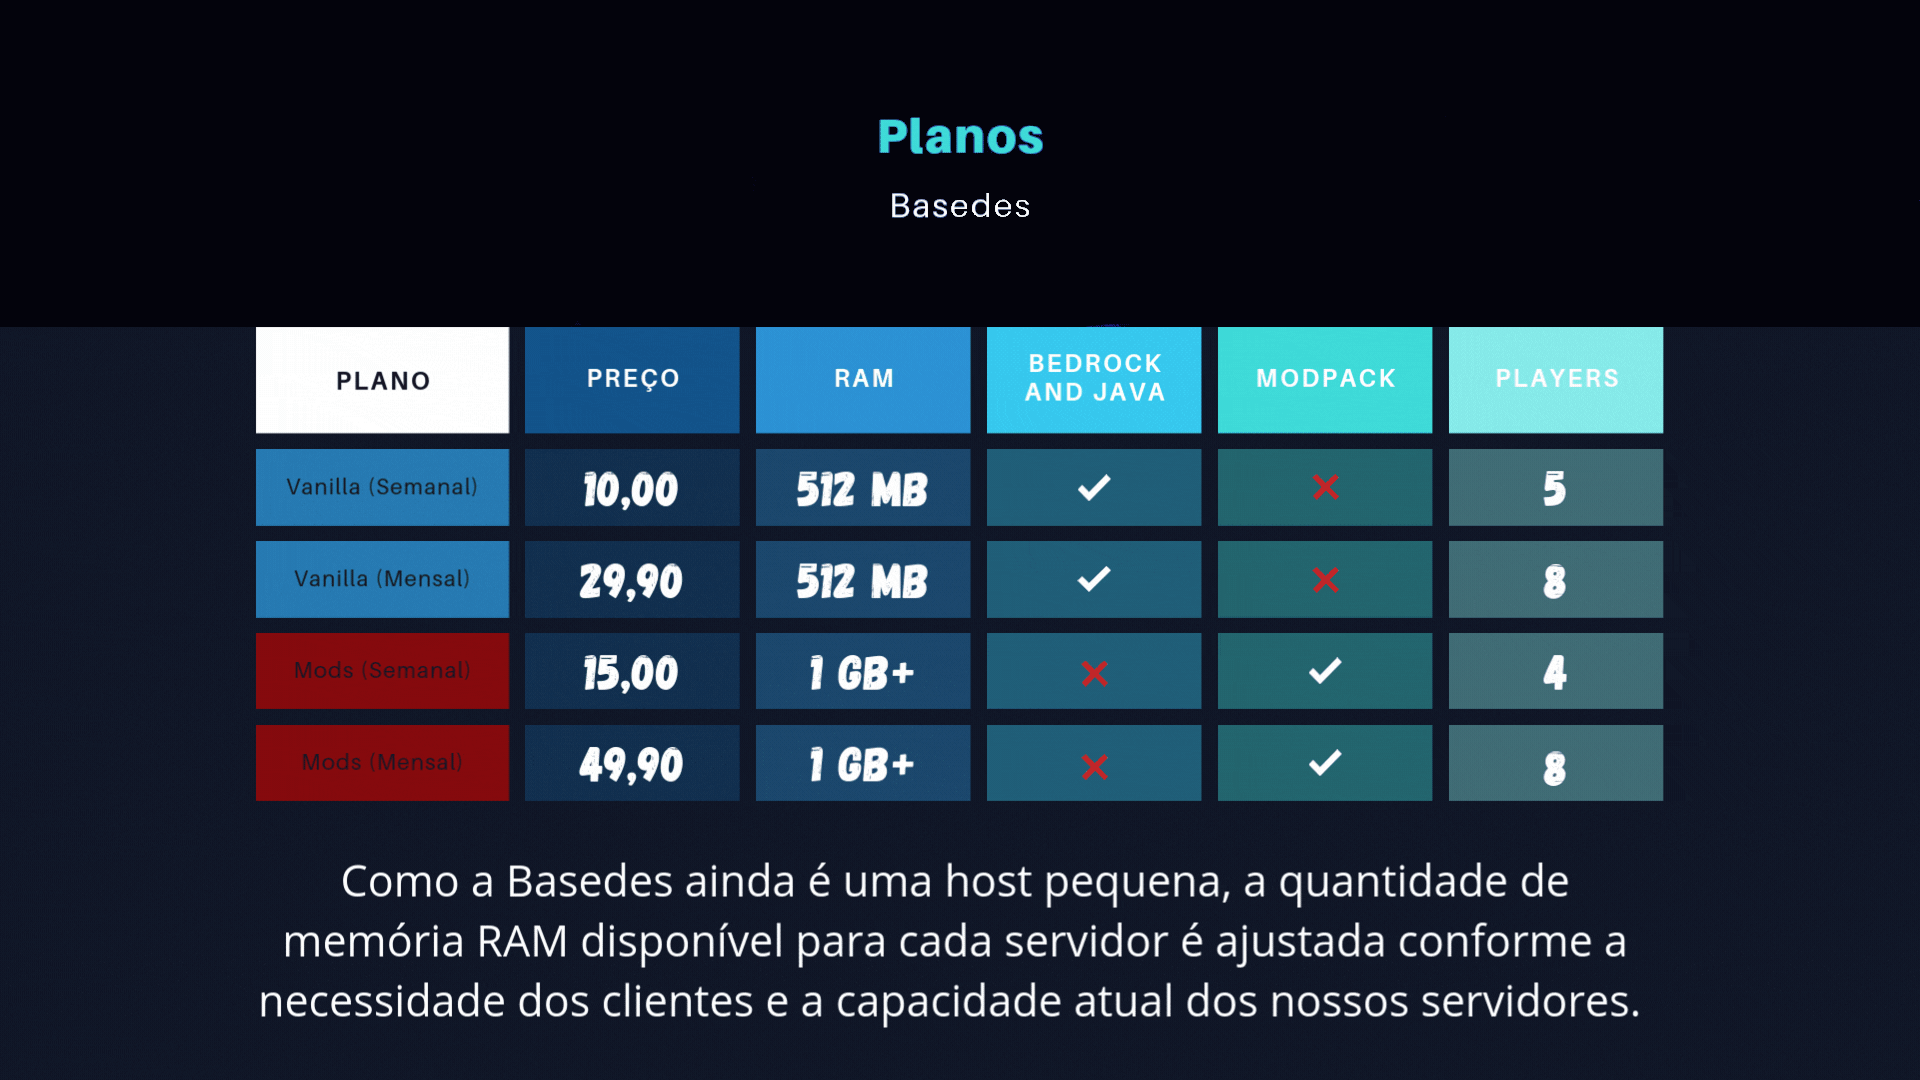 Planos
Basedes
PLANO PREÇO RAM BEDROCK AND JAVA MODPACK PLAYERS
Vanilla (Semanal) 10,00 512 MB ✓ ✕ 5
Vanilla (Mensal) 29,90 512 MB ✓ ✕ 8
Mods (Semanal) 15,00 1 GB+ ✕ ✓ 4
Mods (Mensal) 49,90 1 GB+ ✕ ✓ 8
Como a Basedes ainda é uma host pequena, a quantidade de
memória RAM disponível para cada servidor é ajustada conforme a
necessidade dos clientes e a capacidade atual dos nossos servidores.